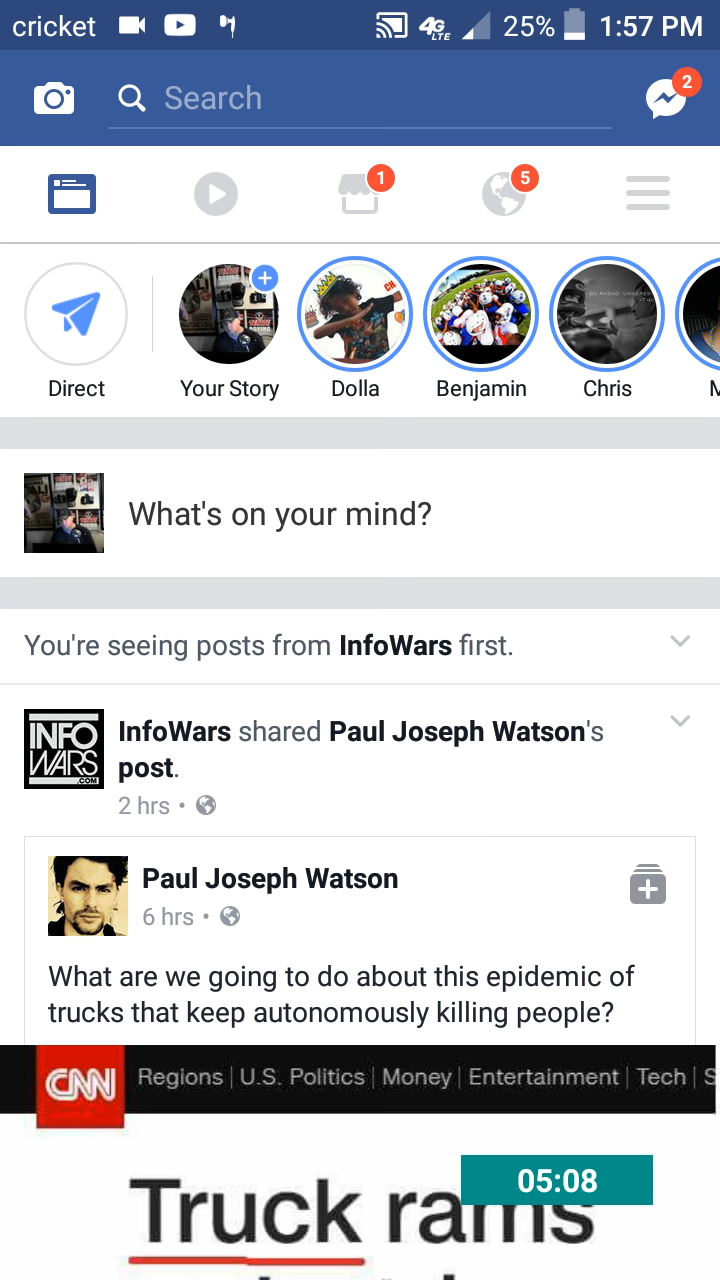 cricket 4G LTE 25% 1:57 PM
Search 2
1 5
Direct Your Story Dolla Benjamin Chris M
What's on your mind?
You're seeing posts from InfoWars first.
INFO
WARS
.COM
InfoWars shared Paul Joseph Watson's
post.
2 hrs •
Paul Joseph Watson
6 hrs •
What are we going to do about this epidemic of
trucks that keep autonomously killing people?
CNN Regions | U.S. Politics | Money | Entertainment | Tech | S
05:08
Truck rams